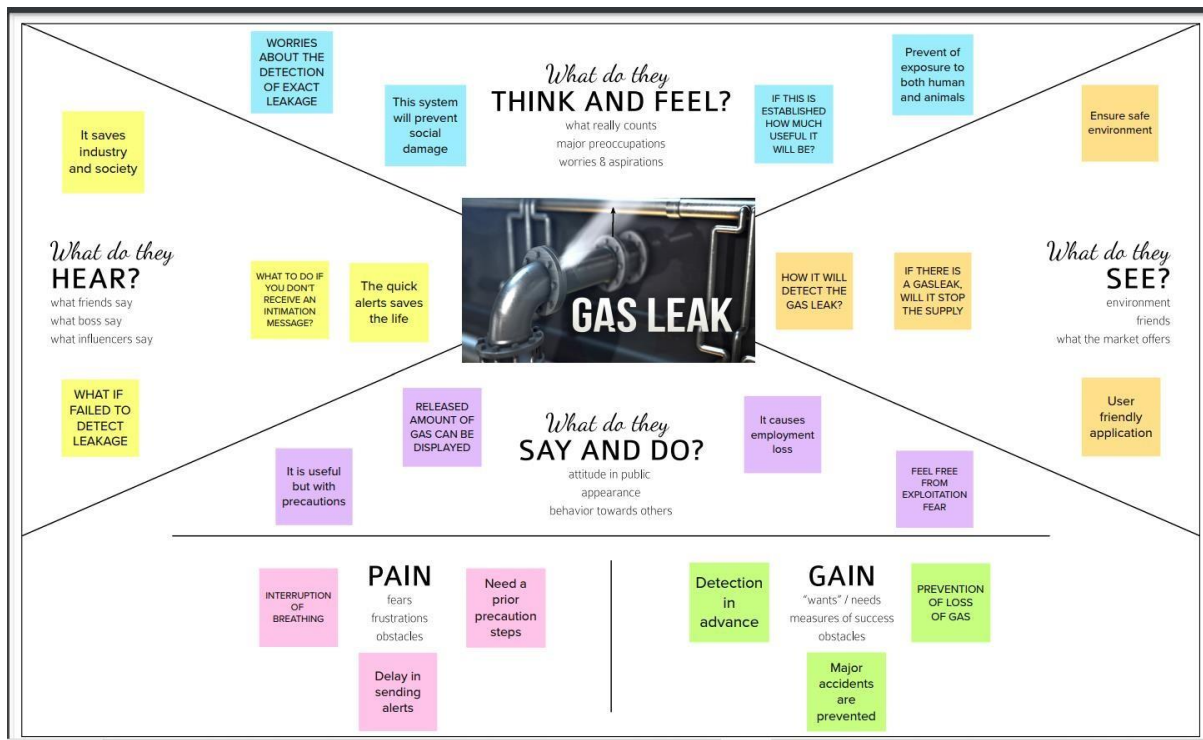 What do they
THINK AND FEEL?
what really counts
major preoccupations
worries & aspirations
WORRIES
ABOUT THE
DETECTION
OF EXACT
LEAKAGE
This system
will prevent
social
damage
IF THIS IS
ESTABLISHED
HOW MUCH
USEFUL IT
WILL BE?
Prevent of
exposure to
both human
and animals
It saves
industry
and society
What do they
HEAR?
what friends say
what boss say
what influencers say
WHAT TO DO IF
YOU DON'T
RECEIVE AN
INTIMATION
MESSAGE?
The quick
alerts saves
the life
WHAT IF
FAILED TO
DETECT
LEAKAGE
GAS LEAK
Ensure safe
environment
HOW IT WILL
DETECT THE
GAS LEAK?
IF THERE IS
A GASLEAK,
WILL IT STOP
THE SUPPLY
What do they
SEE?
environment
friends
what the market offers
User
friendly
application
RELEASED
AMOUNT OF
GAS CAN BE
DISPLAYED
It is useful
but with
precautions
What do they
SAY AND DO?
attitude in public
appearance
behavior towards others
It causes
employment
loss
FEEL FREE
FROM
EXPLOITATION
FEAR
INTERRUPTION
OF
BREATHING
PAIN
fears
frustrations
obstacles
Need a
prior
precaution
steps
Delay in
sending
alerts
Detection
in
advance
GAIN
"wants" / needs
measures of success
obstacles
PREVENTION
OF LOSS
OF GAS
Major
accidents
are
prevented